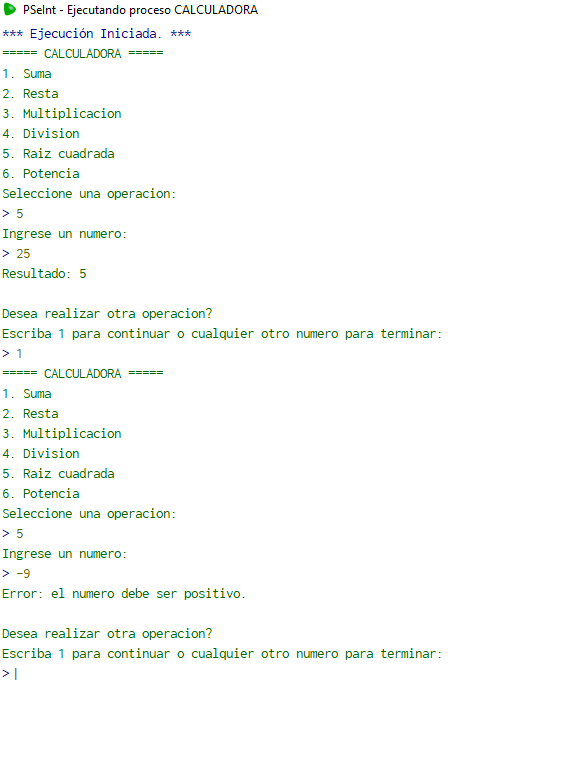 PSeInt - Ejecutando proceso CALCULADORA
*** Ejecución Iniciada. ***
===== CALCULADORA =====
1. Suma
2. Resta
3. Multiplicacion
4. Division
5. Raiz cuadrada
6. Potencia
Seleccione una operacion:
> 5
Ingrese un numero:
> 25
Resultado: 5
Desea realizar otra operacion?
Escriba 1 para continuar o cualquier otro numero para terminar:
> 1
===== CALCULADORA =====
1. Suma
2. Resta
3. Multiplicacion
4. Division
5. Raiz cuadrada
6. Potencia
Seleccione una operacion:
> 5
Ingrese un numero:
> -9
Error: el numero debe ser positivo.
Desea realizar otra operacion?
Escriba 1 para continuar o cualquier otro numero para terminar:
>